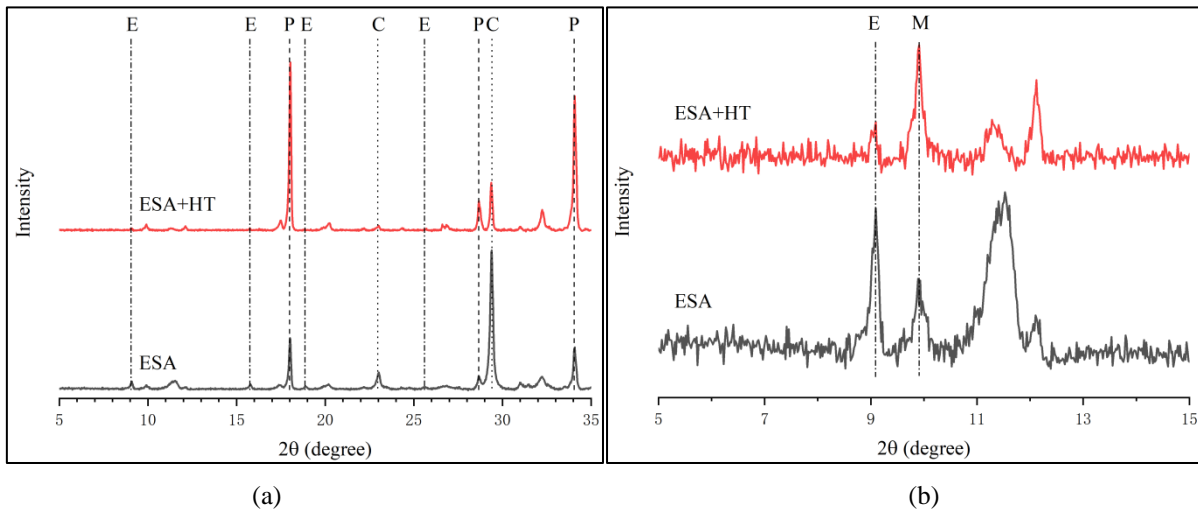 E E P E C E P C P
Intensity
ESA+HT
ESA
5 10 15 20 25 30 35
2θ (degree)
(a)
E M
Intensity
ESA+HT
ESA
5 7 9 11 13 15
2θ (degree)
(b)